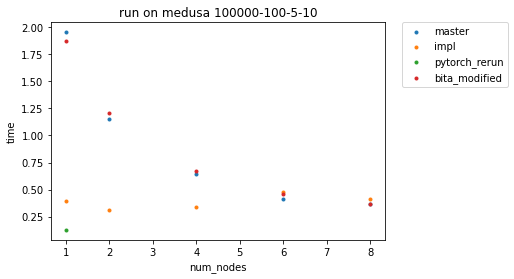 run on medusa 100000-100-5-10
2.00
1.75
1.50
1.25
1.00
0.75
0.50
0.25
time
1 2 3 4 5 6 7 8
num_nodes
master
impl
pytorch_rerun
bita_modified